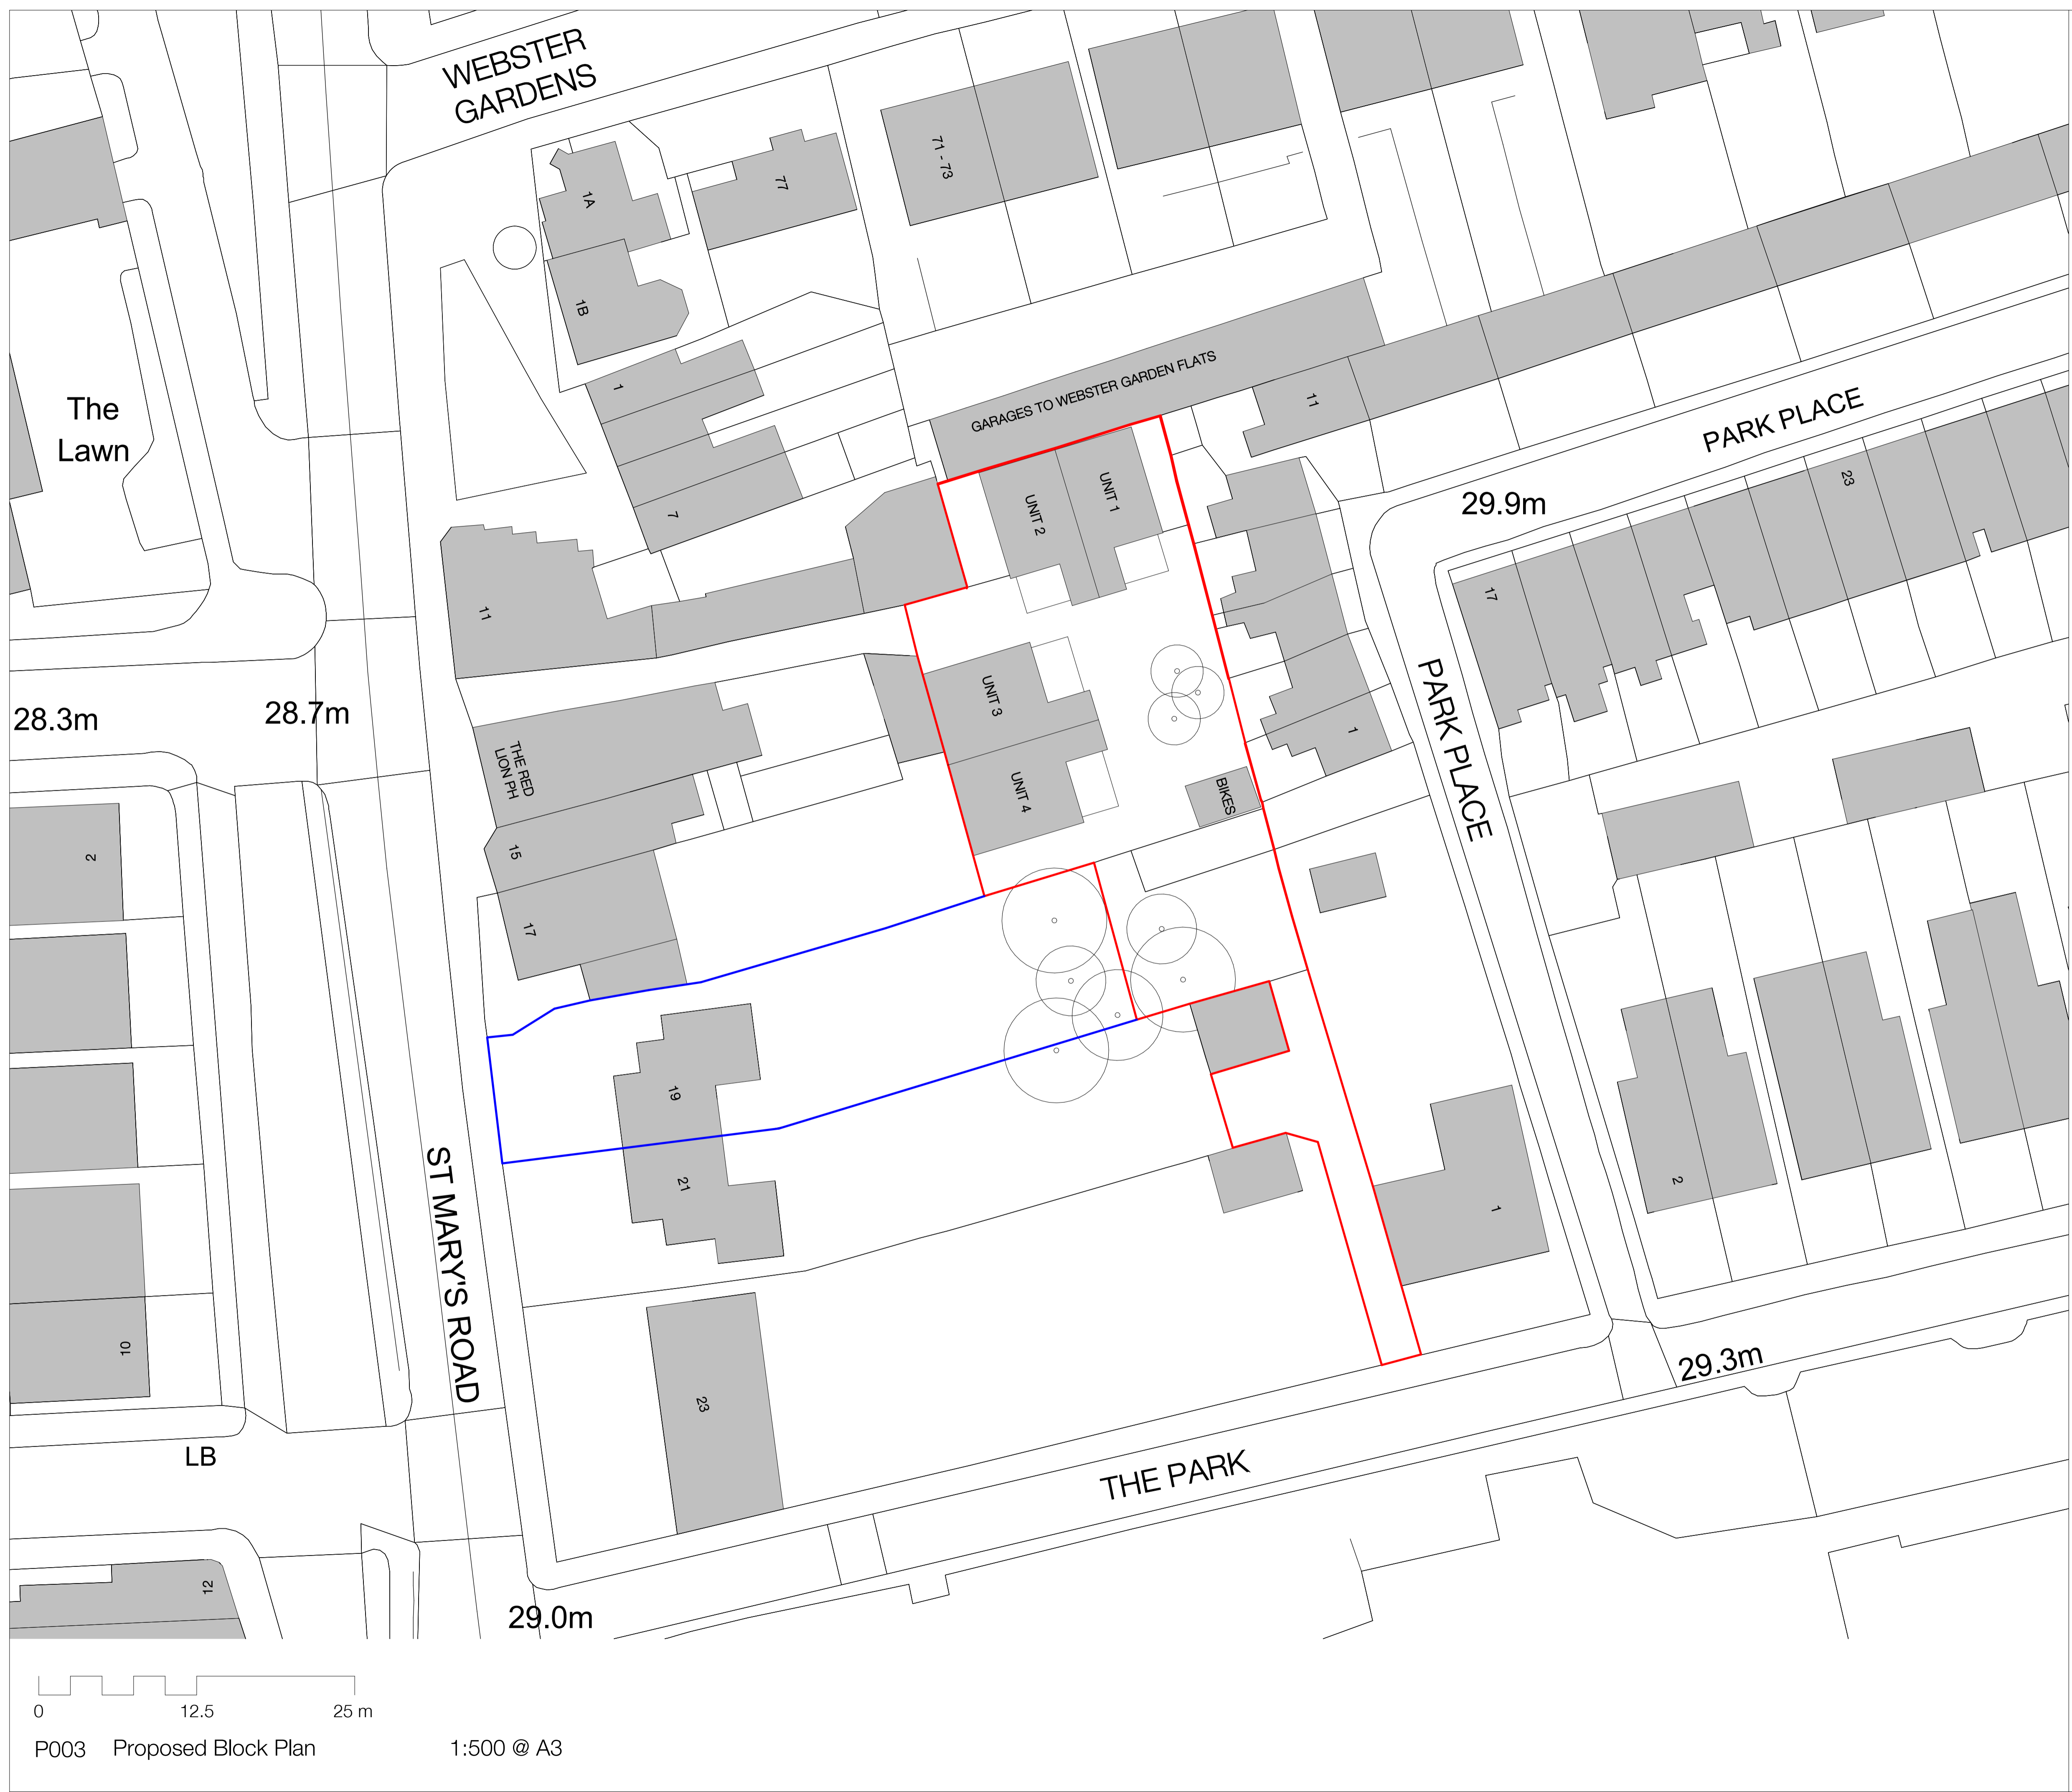 WEBSTER
GARDENS
71 - 73
77
1A
1B
The
Lawn
1
7
GARAGES TO WEBSTER GARDEN FLATS
11
PARK PLACE
29.9m
23
17
UNIT 1
UNIT 2
11
UNIT 3
UNIT 4
BIKES
1
PARK PLACE
28.3m
28.7m
THE RED
LION PH
15
17
2
19
21
ST MARY'S ROAD
1
2
10
23
29.3m
LB
THE PARK
12
29.0m
0
12.5
25 m
P003 Proposed Block Plan 1:500 @ A3